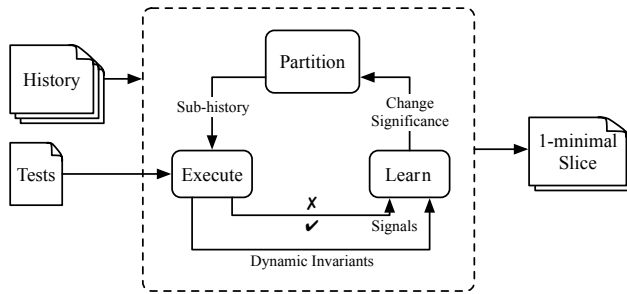 Partition
History
Sub-history
Change
Significance
1-minimal
Slice
Tests
Execute
Learn
✗
✔
Signals
Dynamic Invariants